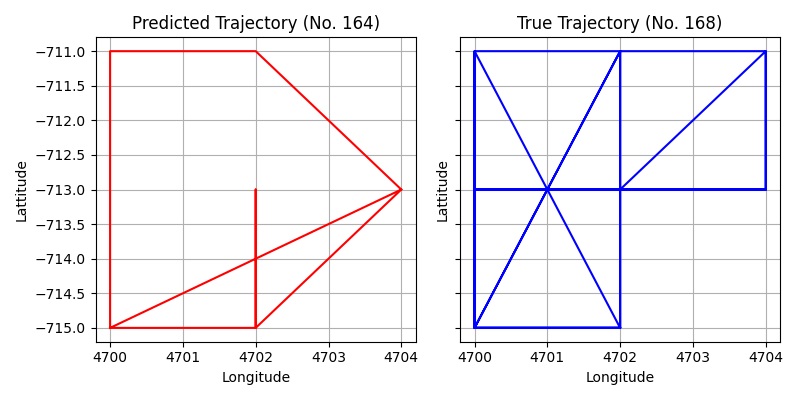 Predicted Trajectory (No. 164)
True Trajectory (No. 168)
−711.0
−711.5
−712.0
−712.5
−713.0
−713.5
−714.0
−714.5
−715.0
Lattitude
Lattitude
4700 4701 4702 4703 4704
4700 4701 4702 4703 4704
Longitude
Longitude